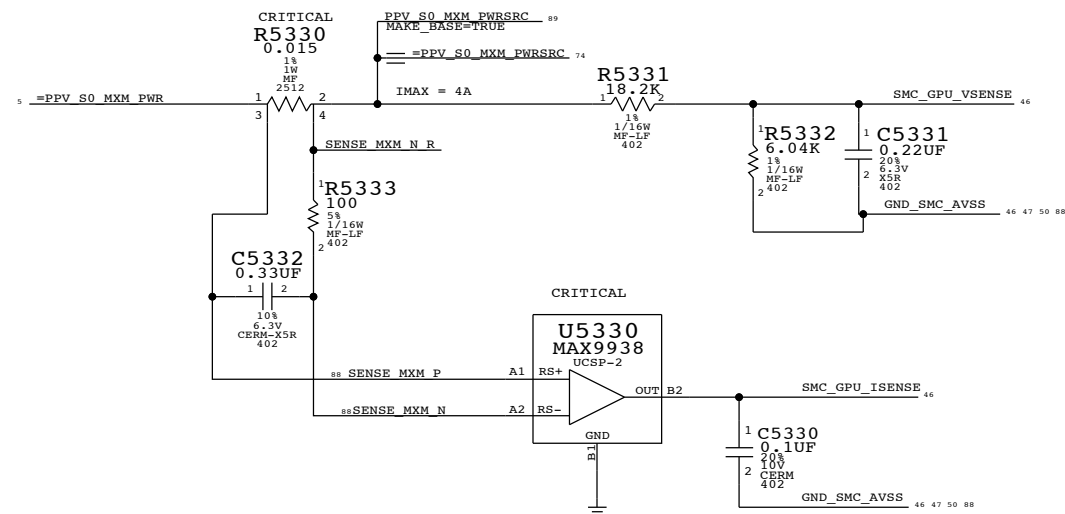 CRITICAL
R5330
0.015
1%
1W
MF
2512
PPV_S0_MXM_PWRSRC 89
MAKE_BASE=TRUE
=PPV_S0_MXM_PWRSRC 74
5 =PPV_S0_MXM_PWR
1 2
3 4
IMAX = 4A
R5331
18.2K
1 2
1%
1/16W
MF-LF
402
SMC_GPU_VSENSE 46
1
R5332
6.04K
1%
1/16W
MF-LF
402
2
1
C5331
0.22UF
20%
6.3V
X5R
402
2
GND_SMC_AVSS 46 47 50 88
SENSE_MXM_N_R
1
R5333
100
5%
1/16W
MF-LF
402
2
C5332
0.33UF
1 2
10%
6.3V
CERM-X5R
402
CRITICAL
U5330
MAX9938
UCSP-2
88 SENSE_MXM_P A1 RS+
88 SENSE_MXM_N A2 RS-
OUT B2
GND
B1
SMC_GPU_ISENSE 46
1
C5330
0.1UF
20%
10V
CERM
402
2
GND_SMC_AVSS 46 47 50 88